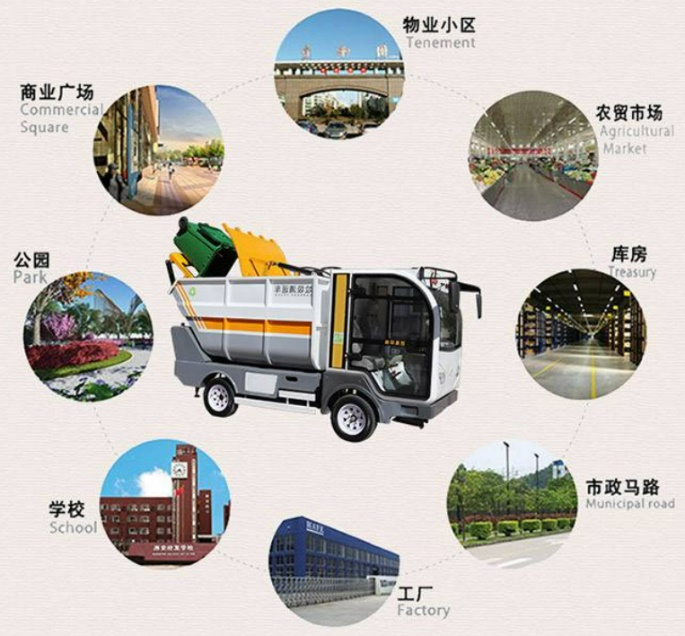 物业小区
Tenement
商业广场
Commercial
Square
农贸市场
Agricultural
Market
公园
Park
库房
Treasury
学校
School
市政马路
Municipal road
HAYE
工厂
Factory